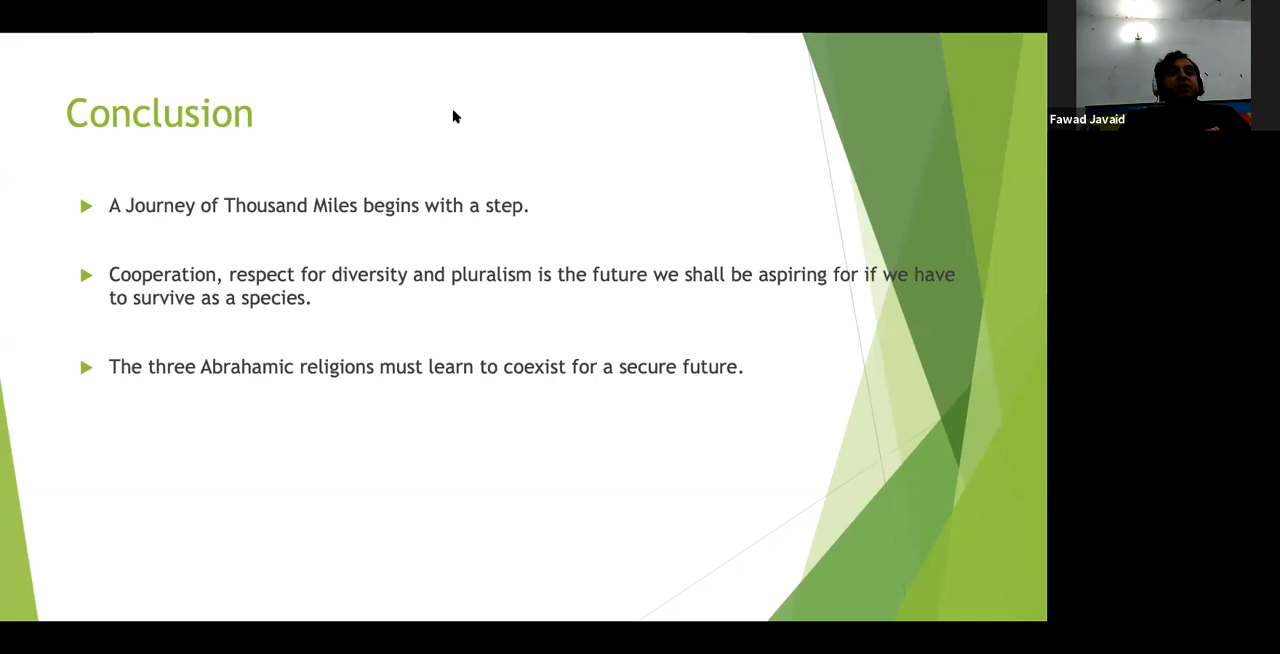 Conclusion
A Journey of Thousand Miles begins with a step.
Cooperation, respect for diversity and pluralism is the future we shall be aspiring for if we have
to survive as a species.
The three Abrahamic religions must learn to coexist for a secure future.
Fawad Javaid